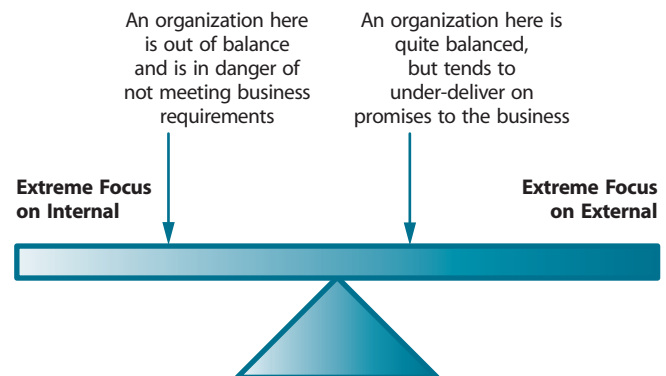 An organization here
is out of balance
and is in danger of
not meeting business
requirements
An organization here is
quite balanced,
but tends to
under-deliver on
promises to the business
Extreme Focus
on Internal
Extreme Focus
on External